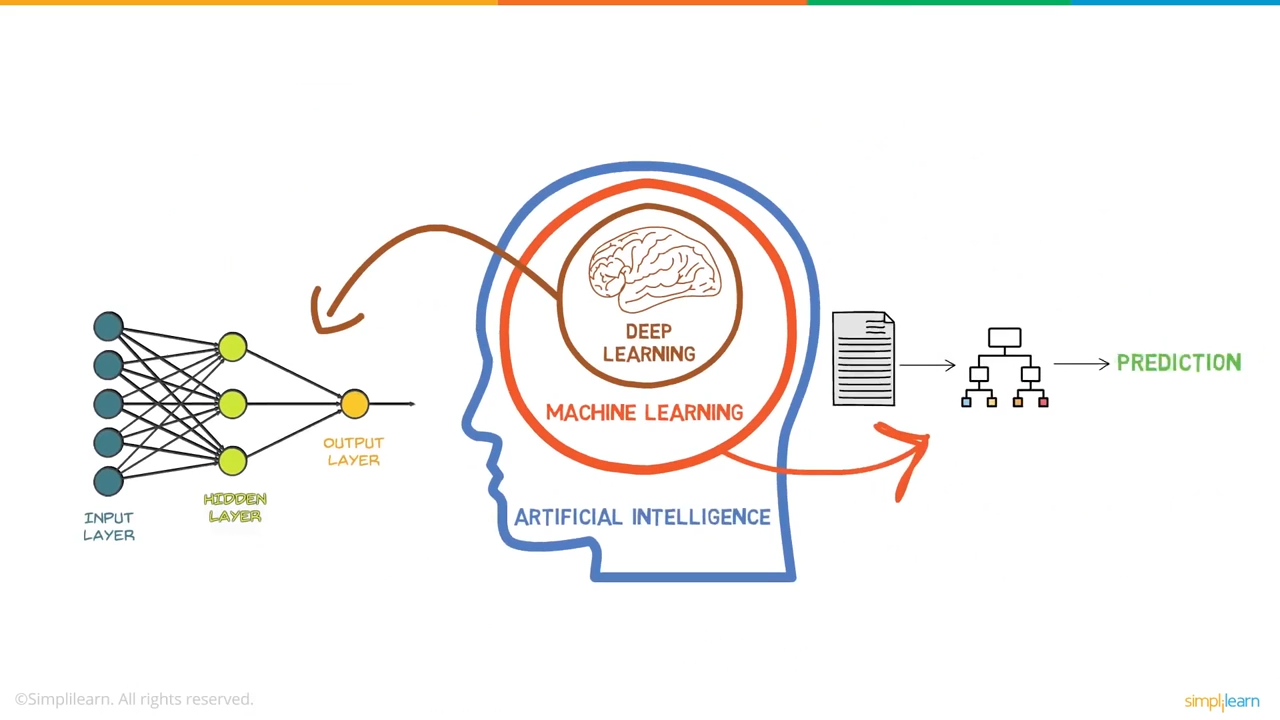 DEEP
LEARNING
MACHINE LEARNING
ARTIFICIAL INTELLIGENCE
INPUT
LAYER
HIDDEN
LAYER
OUTPUT
LAYER
PREDICTION
©Simplilearn. All rights reserved.
simplilearn